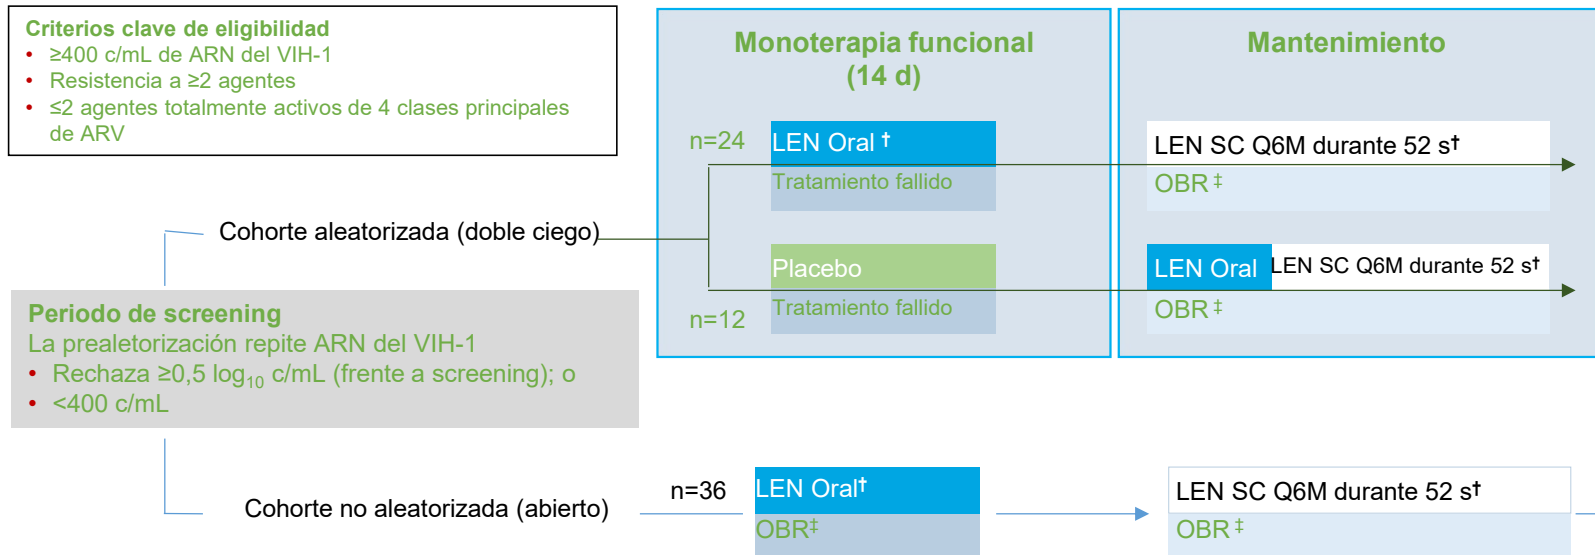 Criterios clave de eligibilidad
• ≥400 c/mL de ARN del VIH-1
• Resistencia a ≥2 agentes
• ≤2 agentes totalmente activos de 4 clases principales
de ARV
Monoterapia funcional
(14 d)
Mantenimiento
n=24
LEN Oral †
Tratamiento fallido
LEN SC Q6M durante 52 s†
OBR ‡
Cohorte aleatorizada (doble ciego)
Placebo
Tratamiento fallido
n=12
LEN Oral
LEN SC Q6M durante 52 s†
OBR ‡
Periodo de screening
La prealetorización repite ARN del VIH-1
• Rechaza ≥0,5 log₁₀ c/mL (frente a screening); o
• <400 c/mL
Cohorte no aleatorizada (abierto)
n=36
LEN Oral†
OBR‡
LEN SC Q6M durante 52 s†
OBR ‡